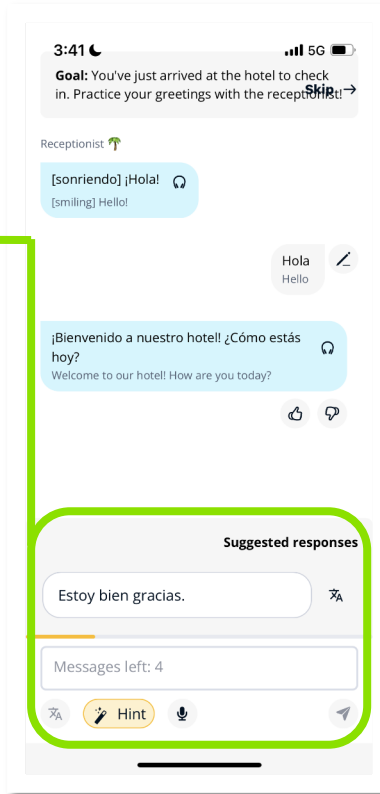 3:41 5G
Goal: You've just arrived at the hotel to check
in. Practice your greetings with the receptionist!
Skip →
Receptionist 🌴
[sonriendo] ¡Hola!
[smiling] Hello!
Hola
Hello
¡Bienvenido a nuestro hotel! ¿Cómo estás
hoy?
Welcome to our hotel! How are you today?
Suggested responses
Estoy bien gracias.
Messages left: 4
Hint